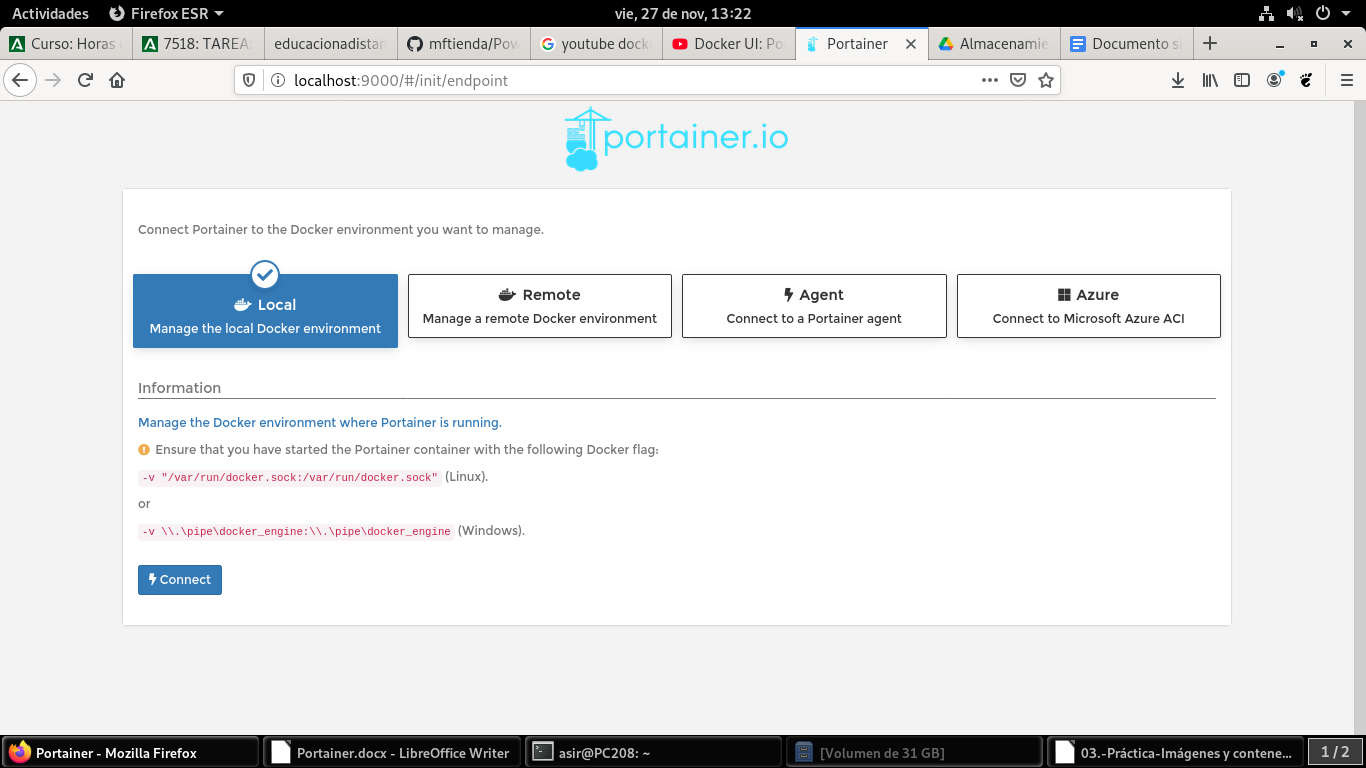 Actividades Firefox ESR vie, 27 de nov, 13:22
Curso: Horas 7518: TAREA educacionadistan mftienda/Pow youtube docke Docker UI: Po Portainer Almacenamie Documento si
localhost:9000/#/init/endpoint
portainer.io
Connect Portainer to the Docker environment you want to manage.
Local Remote Agent Azure
Manage the local Docker environment Manage a remote Docker environment Connect to a Portainer agent Connect to Microsoft Azure ACI
Information
Manage the Docker environment where Portainer is running.
Ensure that you have started the Portainer container with the following Docker flag:
-v "/var/run/docker.sock:/var/run/docker.sock" (Linux).
or
-v \\.\pipe\docker_engine:\\.\pipe\docker_engine (Windows).
Connect
Portainer - Mozilla Firefox Portainer.docx - LibreOffice Writer asir@PC208: ~ [Volumen de 31 GB] 03.-Práctica-Imágenes y contene... 1 / 2